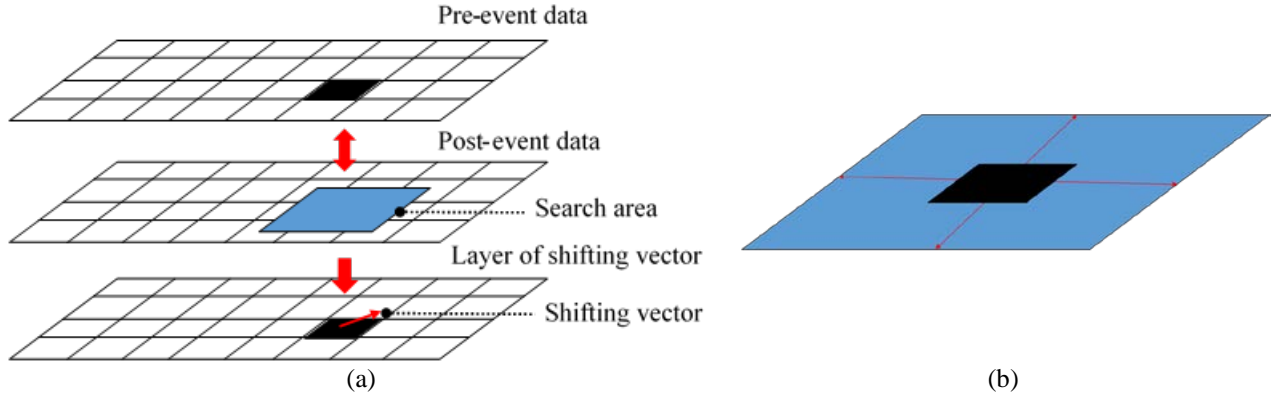 Pre-event data
Post-event data
Search area
Layer of shifting vector
Shifting vector
(a)
(b)